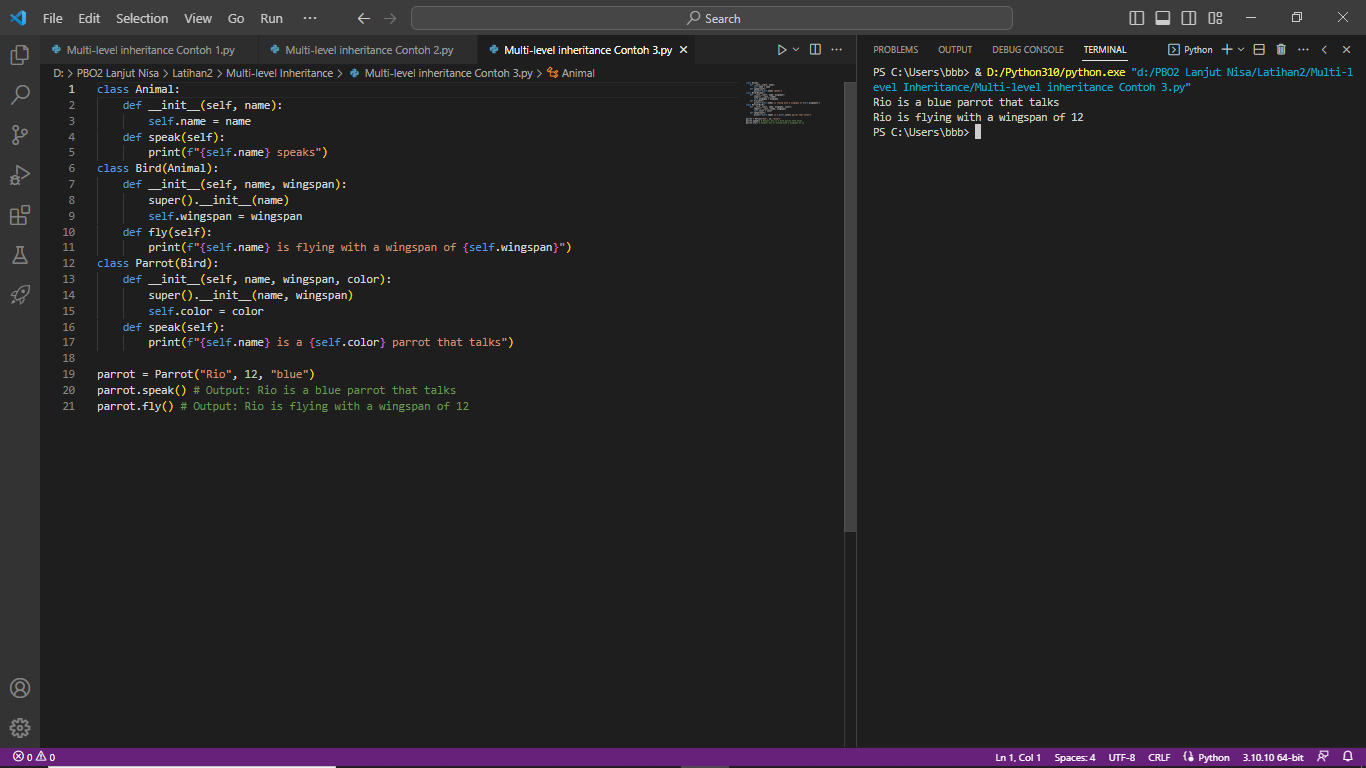 File Edit Selection View Go Run ··· Search
Multi-level inheritance Contoh 1.py Multi-level inheritance Contoh 2.py Multi-level inheritance Contoh 3.py
D: > PBO2 Lanjut Nisa > Latihan2 > Multi-level Inheritance > Multi-level inheritance Contoh 3.py > Animal
1 class Animal:
2     def __init__(self, name):
3         self.name = name
4     def speak(self):
5         print(f"{self.name} speaks")
6 class Bird(Animal):
7     def __init__(self, name, wingspan):
8         super().__init__(name)
9         self.wingspan = wingspan
10     def fly(self):
11         print(f"{self.name} is flying with a wingspan of {self.wingspan}")
12 class Parrot(Bird):
13     def __init__(self, name, wingspan, color):
14         super().__init__(name, wingspan)
15         self.color = color
16     def speak(self):
17         print(f"{self.name} is a {self.color} parrot that talks")
18
19 parrot = Parrot("Rio", 12, "blue")
20 parrot.speak() # Output: Rio is a blue parrot that talks
21 parrot.fly() # Output: Rio is flying with a wingspan of 12
PROBLEMS OUTPUT DEBUG CONSOLE TERMINAL Python
PS C:\Users\bbb> & D:/Python310/python.exe "d:/PBO2 Lanjut Nisa/Latihan2/Multi-l
evel Inheritance/Multi-level inheritance Contoh 3.py"
Rio is a blue parrot that talks
Rio is flying with a wingspan of 12
PS C:\Users\bbb>
0 0 Ln 1, Col 1 Spaces: 4 UTF-8 CRLF Python 3.10.10 64-bit